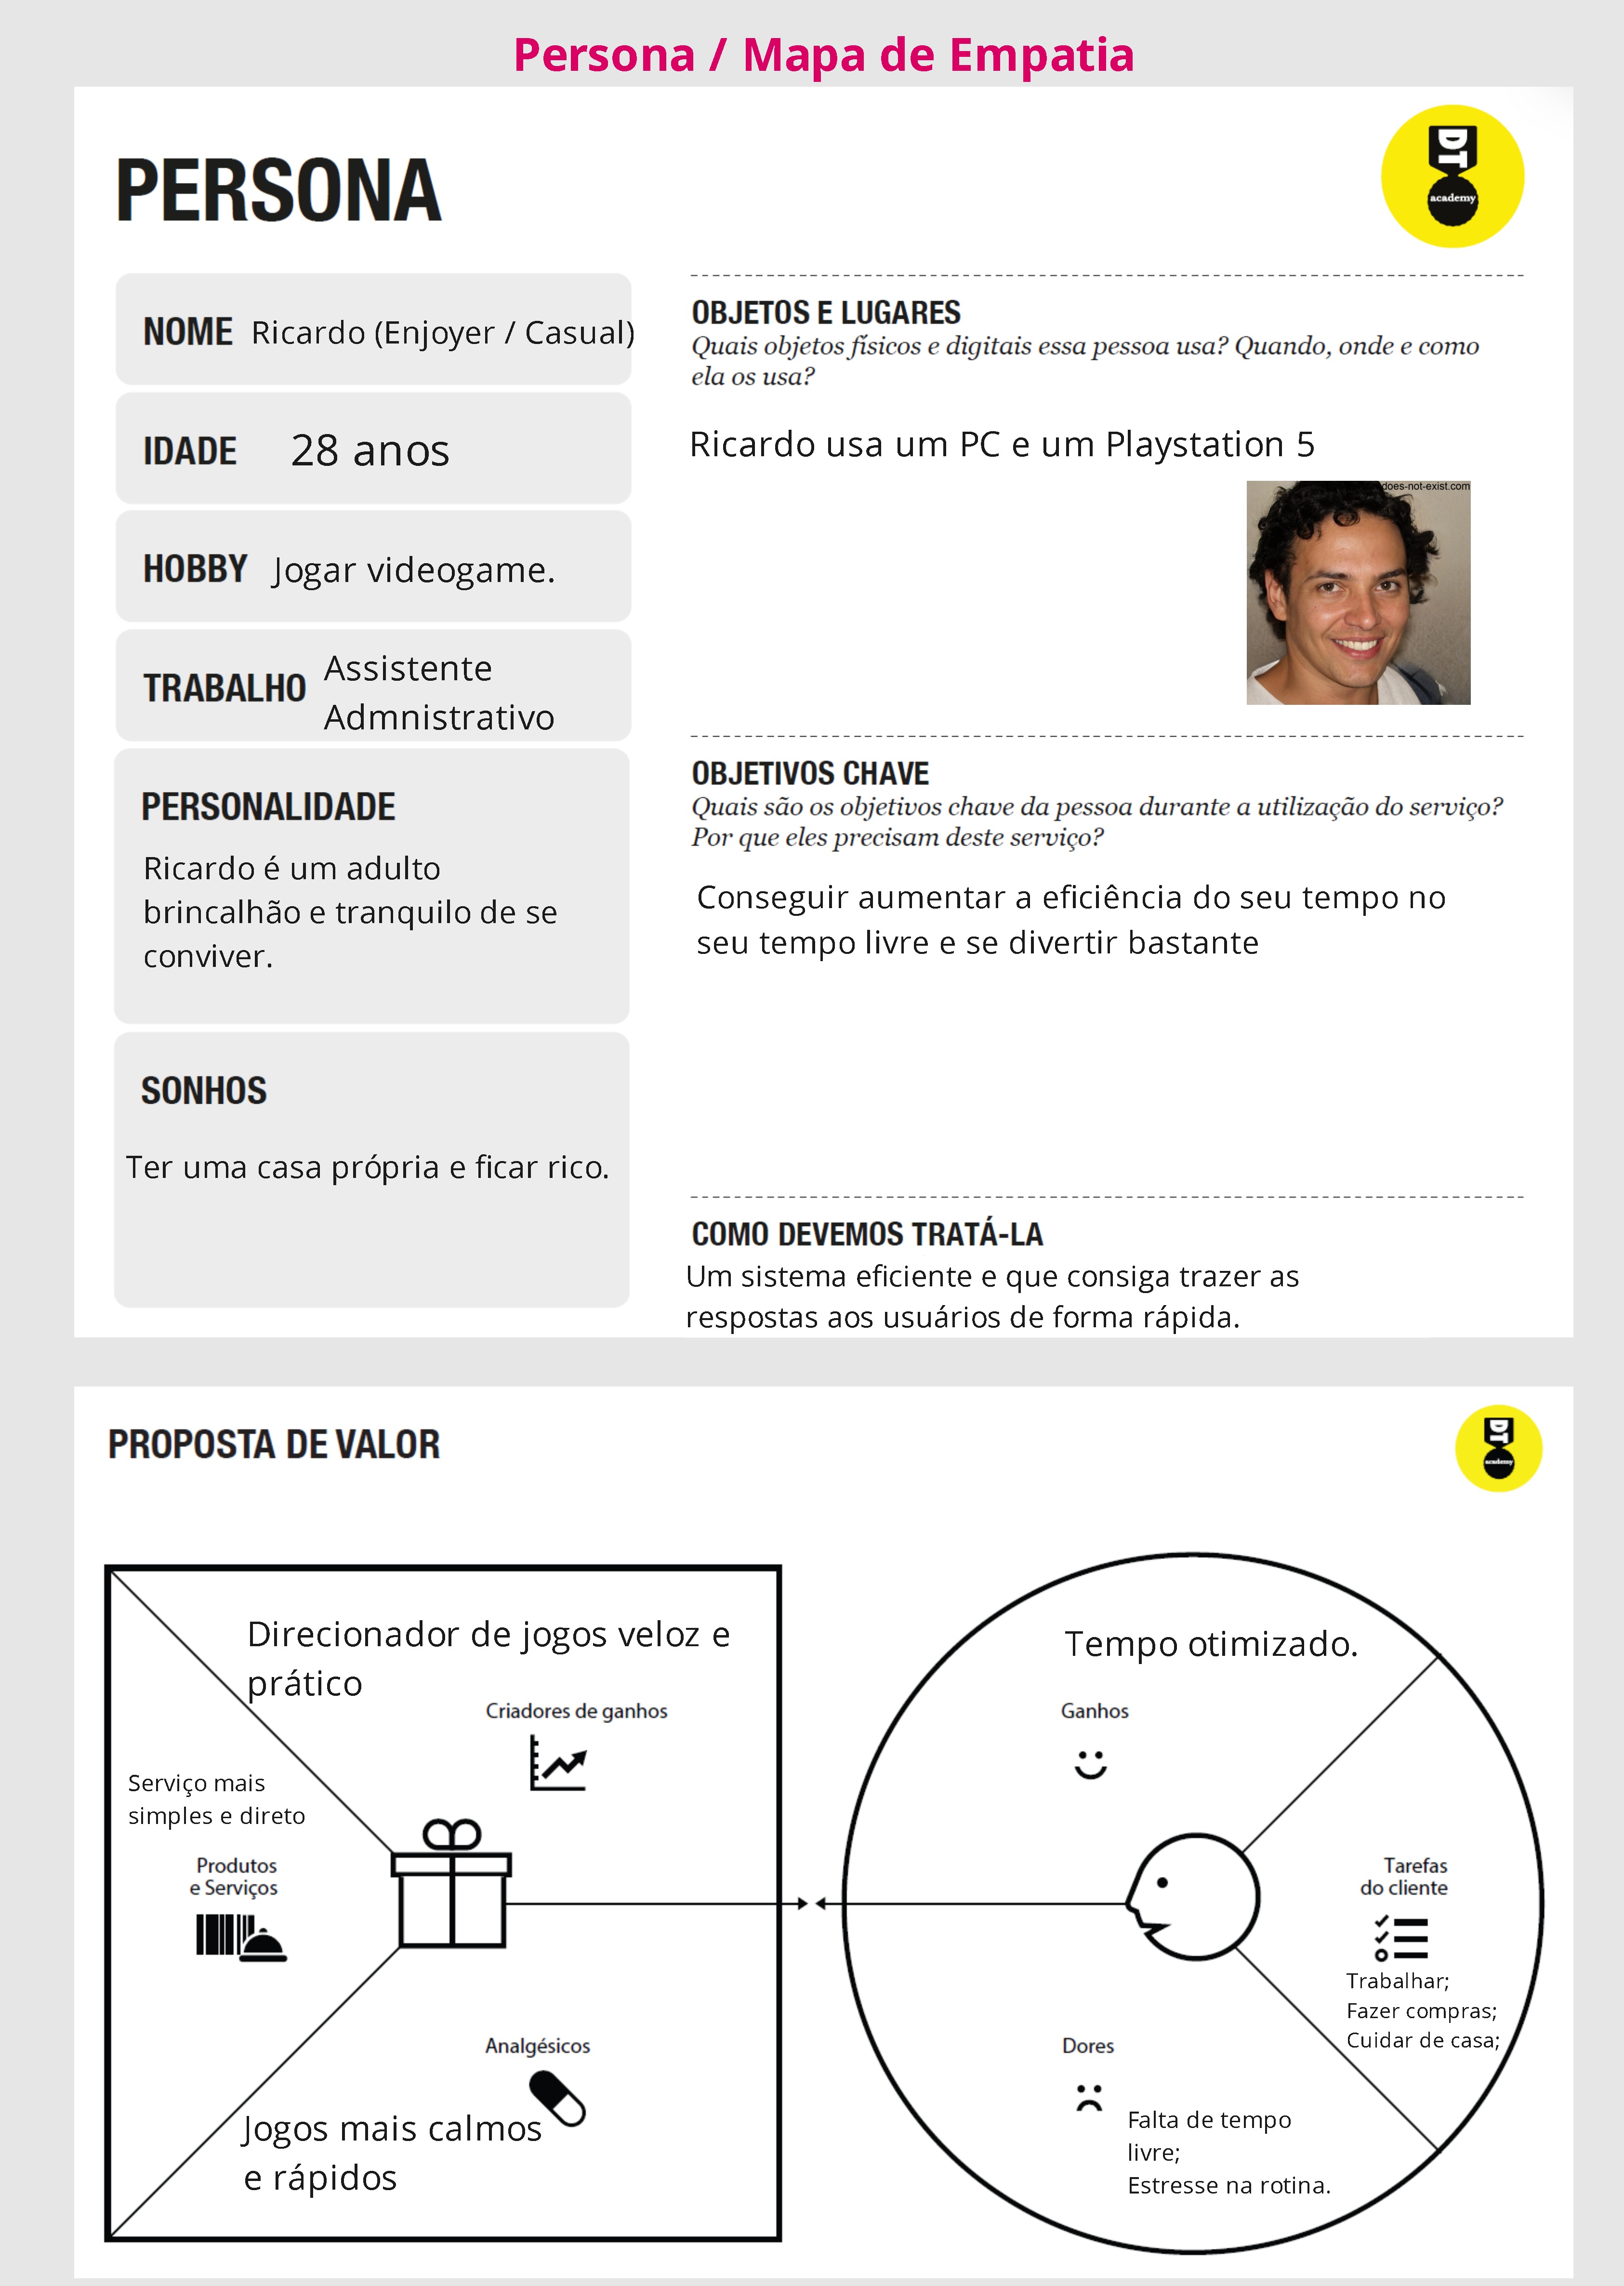 Persona / Mapa de Empatia
PERSONA
DT
academy
NOME Ricardo (Enjoyer / Casual)
IDADE 28 anos
HOBBY Jogar videogame.
TRABALHO Assistente
Admnistrativo
PERSONALIDADE
Ricardo é um adulto
brincalhão e tranquilo de se
conviver.
SONHOS
Ter uma casa própria e ficar rico.
OBJETOS E LUGARES
Quais objetos físicos e digitais essa pessoa usa? Quando, onde e como
ela os usa?
Ricardo usa um PC e um Playstation 5
does-not-exist.com
OBJETIVOS CHAVE
Quais são os objetivos chave da pessoa durante a utilização do serviço?
Por que eles precisam deste serviço?
Conseguir aumentar a eficiência do seu tempo no
seu tempo livre e se divertir bastante
COMO DEVEMOS TRATÁ-LA
Um sistema eficiente e que consiga trazer as
respostas aos usuários de forma rápida.
PROPOSTA DE VALOR
DT
academy
Direcionador de jogos veloz e
prático
Criadores de ganhos
Serviço mais
simples e direto
Produtos
e Serviços
Analgésicos
Jogos mais calmos
e rápidos
Tempo otimizado.
Ganhos
Tarefas
do cliente
Trabalhar;
Fazer compras;
Cuidar de casa;
Dores
Falta de tempo
livre;
Estresse na rotina.